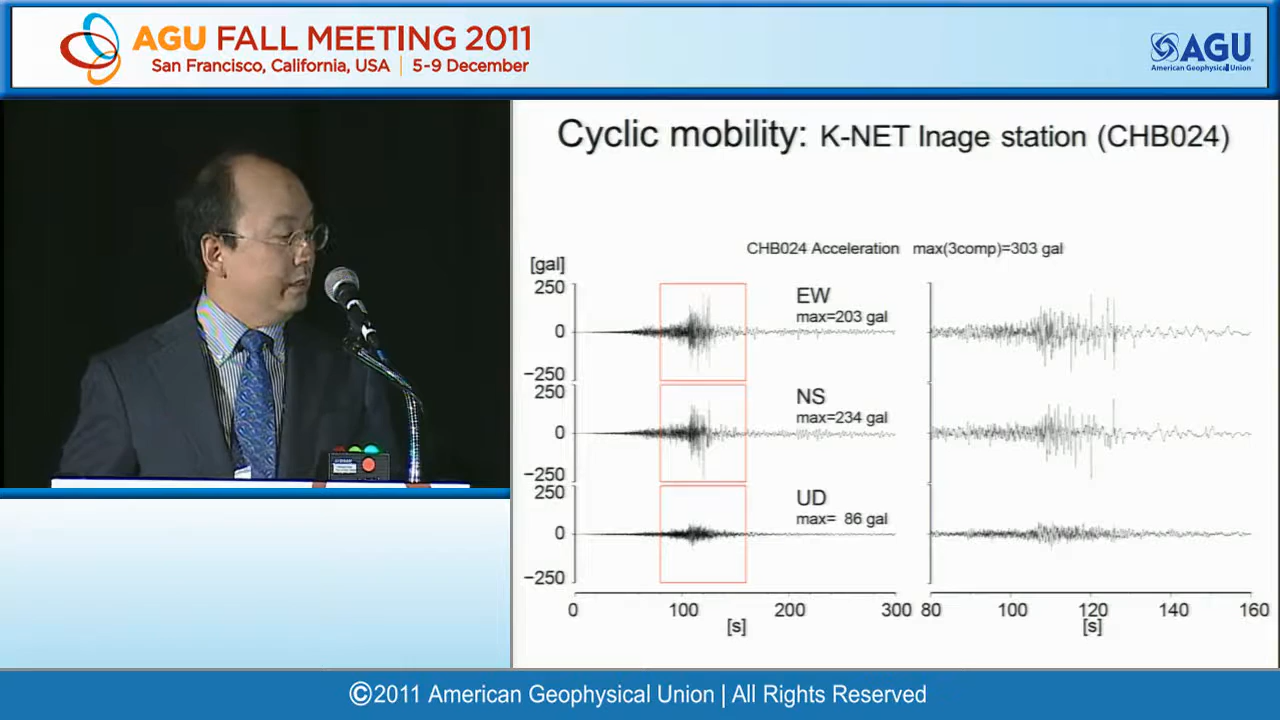 AGU FALL MEETING 2011
San Francisco, California, USA | 5-9 December
AGU
American Geophysical Union
Cyclic mobility: K-NET Inage station (CHB024)
CHB024 Acceleration max(3comp)=303 gal
[gal]
250
0
−250
EW
max=203 gal
250
0
−250
NS
max=234 gal
250
0
−250
UD
max= 86 gal
0
100
200
300
[s]
80
100
120
140
160
[s]
©2011 American Geophysical Union | All Rights Reserved